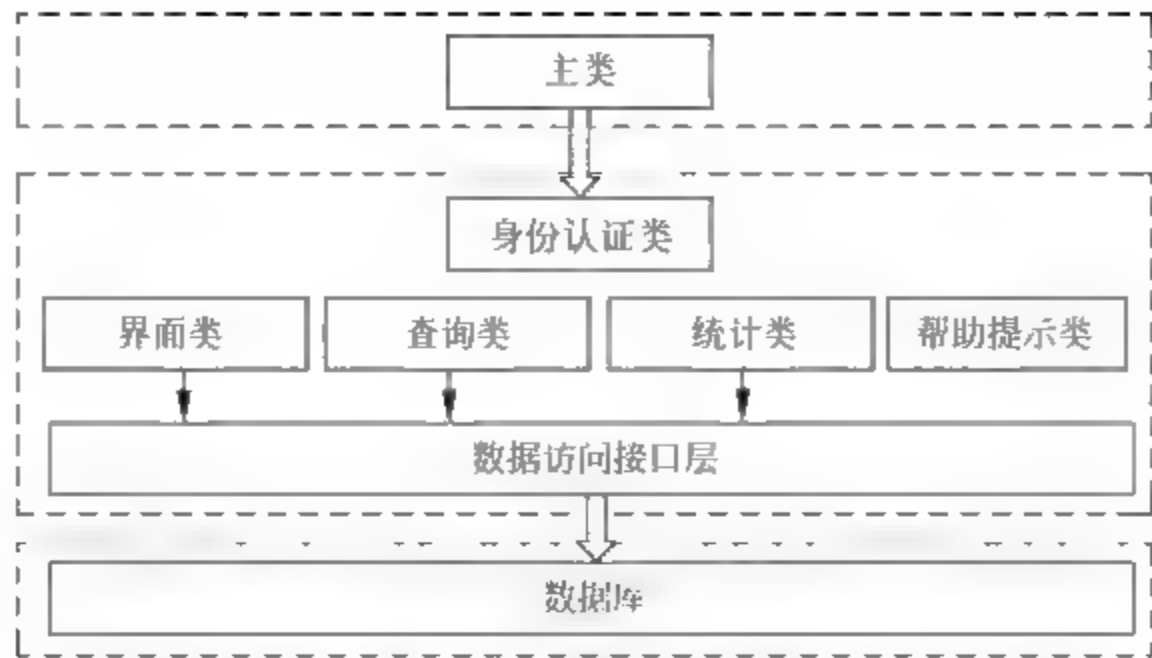 主类
身份认证类
界面类
查询类
统计类
帮助提示类
数据访问接口层
数据库